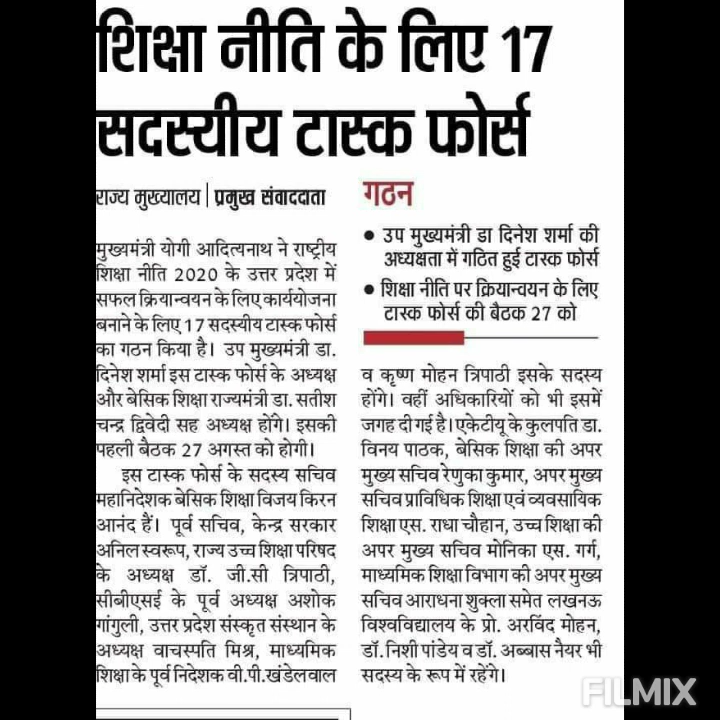 शिक्षा नीति के लिए 17
सदस्यीय टास्क फोर्स
राज्य मुख्यालय | प्रमुख संवाददाता
मुख्यमंत्री योगी आदित्यनाथ ने राष्ट्रीय
शिक्षा नीति 2020 के उत्तर प्रदेश में
सफल क्रियान्वयन के लिए कार्ययोजना
बनाने के लिए 17 सदस्यीय टास्क फोर्स
का गठन किया है। उप मुख्यमंत्री डा.
दिनेश शर्मा इस टास्क फोर्स के अध्यक्ष
और बेसिक शिक्षा राज्यमंत्री डा. सतीश
चन्द्र द्विवेदी सह अध्यक्ष होंगे। इसकी
पहली बैठक 27 अगस्त को होगी।
इस टास्क फोर्स के सदस्य सचिव
महानिदेशक बेसिक शिक्षा विजय किरन
आनंद हैं। पूर्व सचिव, केन्द्र सरकार
अनिल स्वरूप, राज्य उच्च शिक्षा परिषद
के अध्यक्ष डॉ. जी.सी त्रिपाठी,
सीबीएसई के पूर्व अध्यक्ष अशोक
गांगुली, उत्तर प्रदेश संस्कृत संस्थान के
अध्यक्ष वाचस्पति मिश्र, माध्यमिक
शिक्षा के पूर्व निदेशक वी.पी.खंडेलवाल
गठन
● उप मुख्यमंत्री डा दिनेश शर्मा की
अध्यक्षता में गठित हुई टास्क फोर्स
● शिक्षा नीति पर क्रियान्वयन के लिए
टास्क फोर्स की बैठक 27 को
व कृष्ण मोहन त्रिपाठी इसके सदस्य
होंगे। वहीं अधिकारियों को भी इसमें
जगह दी गई है। एकेटीयू के कुलपति डा.
विनय पाठक, बेसिक शिक्षा की अपर
मुख्य सचिव रेणुका कुमार, अपर मुख्य
सचिव प्राविधिक शिक्षा एवं व्यवसायिक
शिक्षा एस. राधा चौहान, उच्च शिक्षा की
अपर मुख्य सचिव मोनिका एस. गर्ग,
माध्यमिक शिक्षा विभाग की अपर मुख्य
सचिव आराधना शुक्ला समेत लखनऊ
विश्वविद्यालय के प्रो. अरविंद मोहन,
डॉ. निशी पांडेय व डॉ. अब्बास नैयर भी
सदस्य के रूप में रहेंगे।
FILMIX